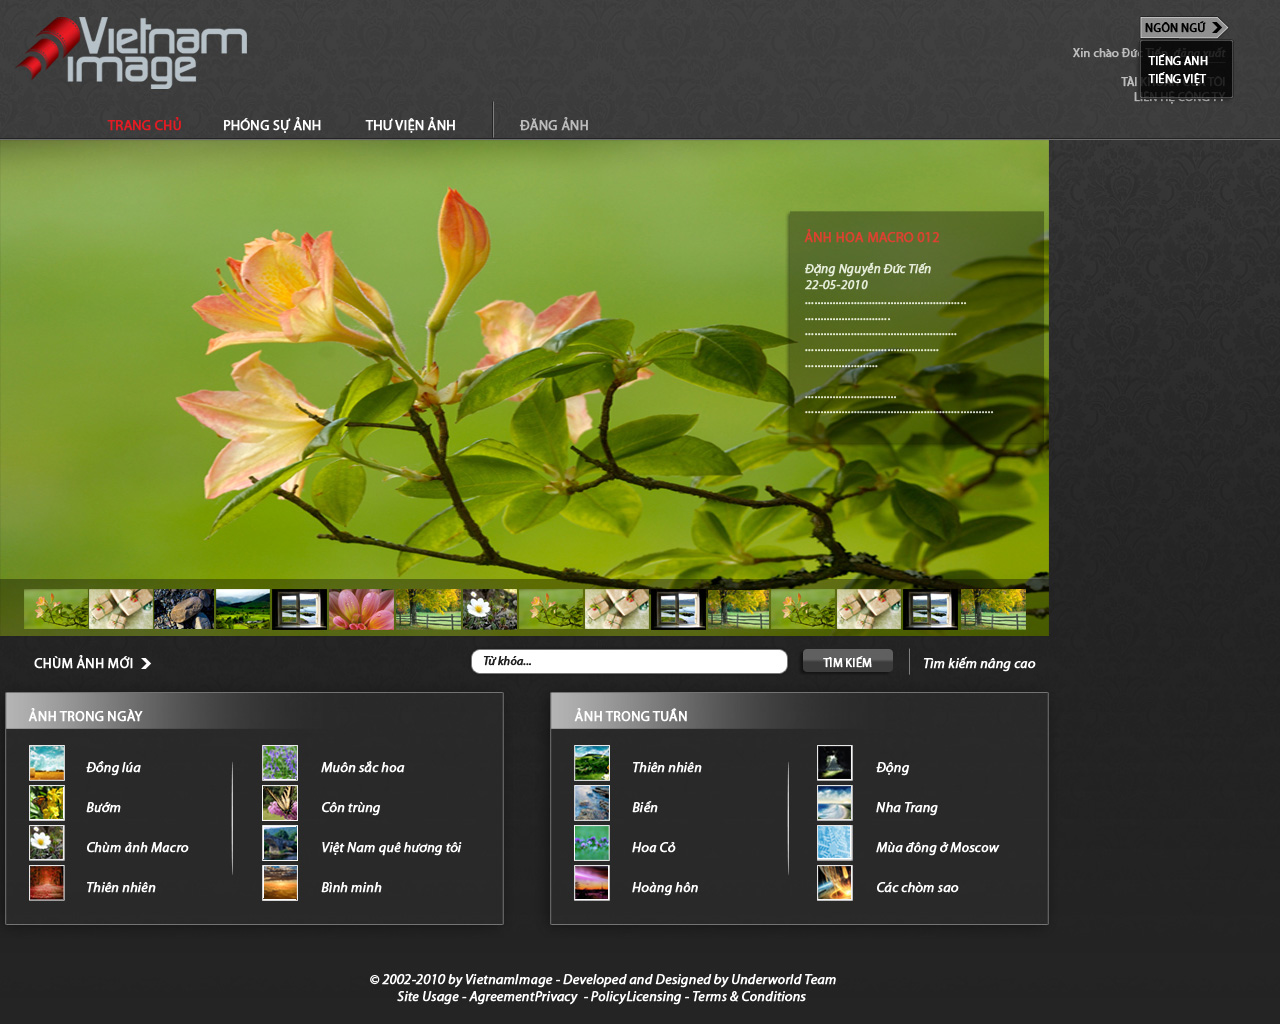 Vietnam
image
NGÔN NGỮ
Xin chào Đức
TIẾNG ANH
TIẾNG VIỆT
LIÊN HỆ CÔNG TY
TRANG CHỦ
PHÓNG SỰ ẢNH
THƯ VIỆN ẢNH
ĐĂNG ẢNH
ẢNH HOA MACRO 012
Đặng Nguyễn Đức Tiến
22-05-2010
CHÙM ẢNH MỚI
Từ khóa...
TÌM KIẾM
Tìm kiếm nâng cao
ẢNH TRONG NGÀY
Đồng lúa
Muôn sắc hoa
Bướm
Côn trùng
Chùm ảnh Macro
Việt Nam quê hương tôi
Thiên nhiên
Bình minh
ẢNH TRONG TUẦN
Thiên nhiên
Động
Biển
Nha Trang
Hoa Cỏ
Mùa đông ở Moscow
Hoàng hôn
Các chòm sao
© 2002-2010 by VietnamImage - Developed and Designed by Underworld Team
Site Usage - AgreementPrivacy - PolicyLicensing - Terms & Conditions